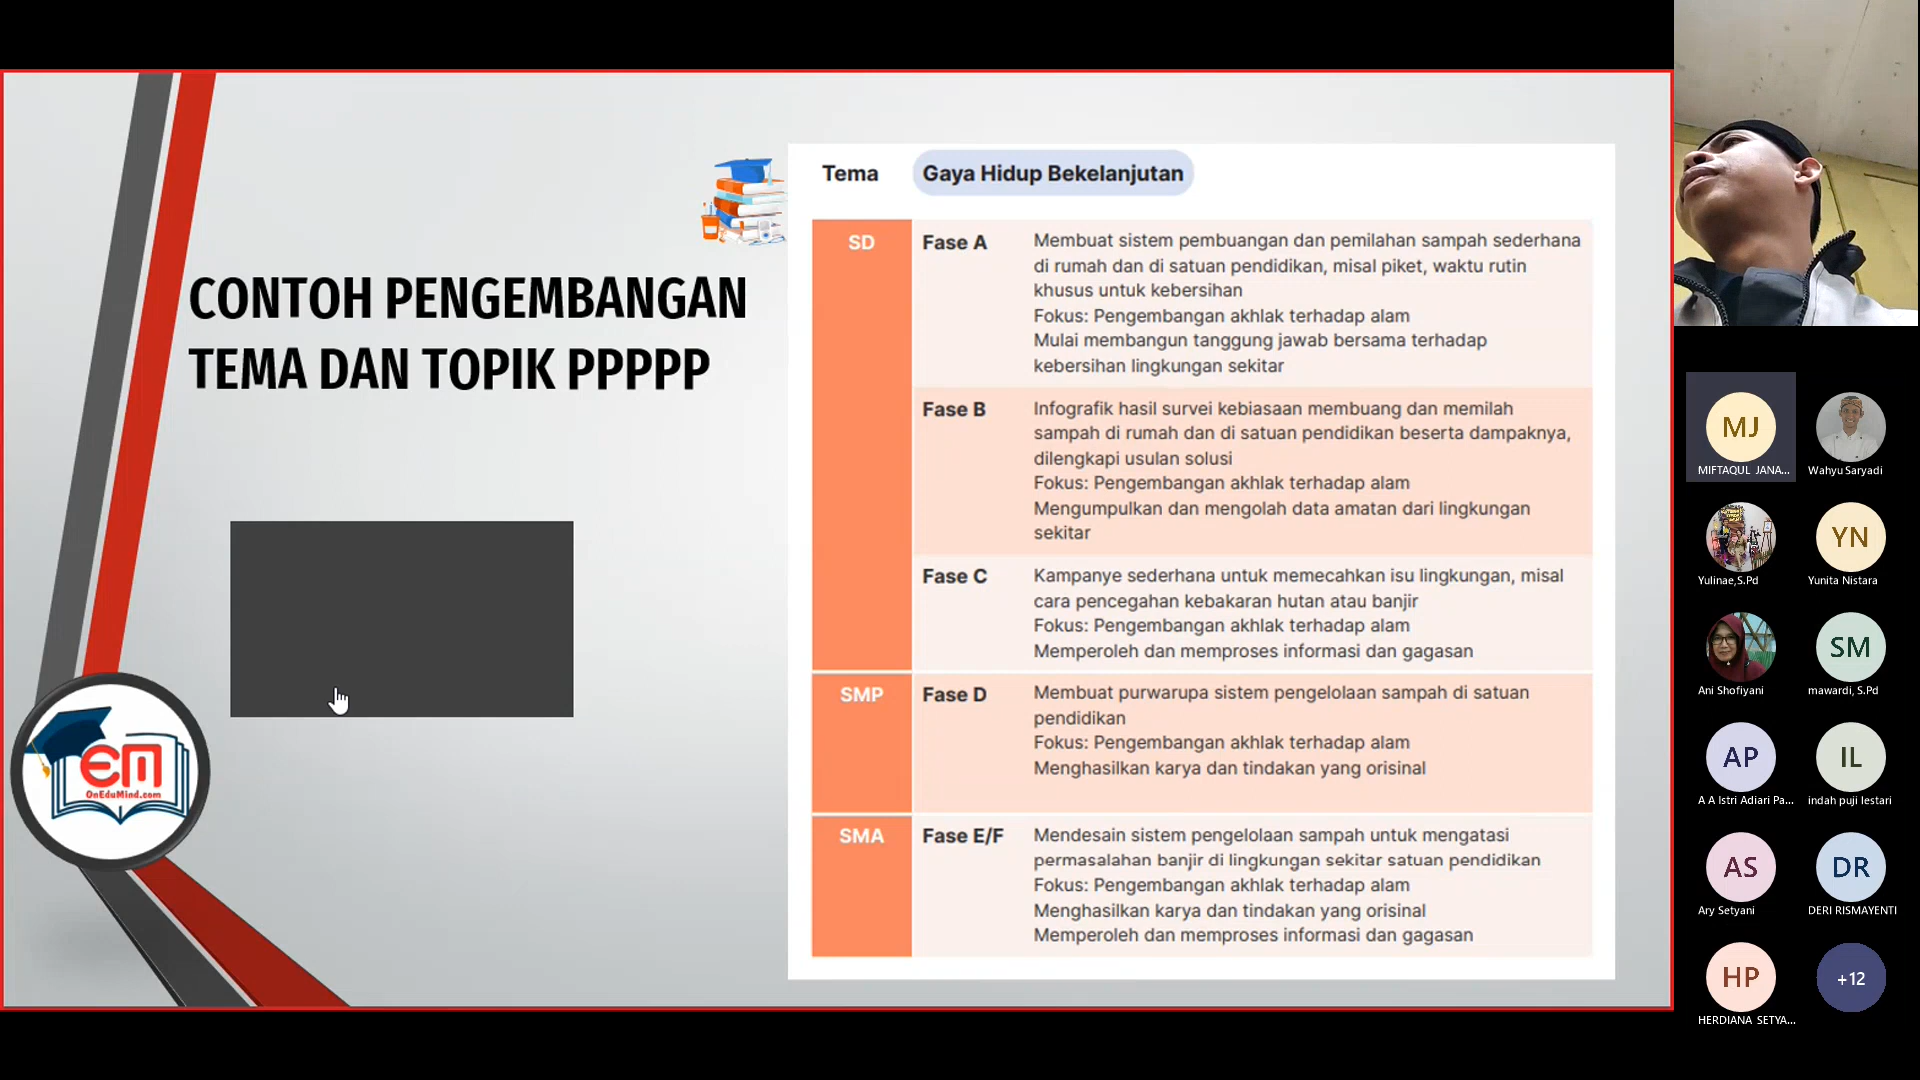 CONTOH PENGEMBANGAN
TEMA DAN TOPIK PPPPP
EM
OnEduMind.com
Tema
Gaya Hidup Bekelanjutan
SD
Fase A
Membuat sistem pembuangan dan pemilahan sampah sederhana
di rumah dan di satuan pendidikan, misal piket, waktu rutin
khusus untuk kebersihan
Fokus: Pengembangan akhlak terhadap alam
Mulai membangun tanggung jawab bersama terhadap
kebersihan lingkungan sekitar
Fase B
Infografik hasil survei kebiasaan membuang dan memilah
sampah di rumah dan di satuan pendidikan beserta dampaknya,
dilengkapi usulan solusi
Fokus: Pengembangan akhlak terhadap alam
Mengumpulkan dan mengolah data amatan dari lingkungan
sekitar
Fase C
Kampanye sederhana untuk memecahkan isu lingkungan, misal
cara pencegahan kebakaran hutan atau banjir
Fokus: Pengembangan akhlak terhadap alam
Memperoleh dan memproses informasi dan gagasan
SMP
Fase D
Membuat purwarupa sistem pengelolaan sampah di satuan
pendidikan
Fokus: Pengembangan akhlak terhadap alam
Menghasilkan karya dan tindakan yang orisinal
SMA
Fase E/F
Mendesain sistem pengelolaan sampah untuk mengatasi
permasalahan banjir di lingkungan sekitar satuan pendidikan
Fokus: Pengembangan akhlak terhadap alam
Menghasilkan karya dan tindakan yang orisinal
Memperoleh dan memproses informasi dan gagasan
MJ
MIFTAQUL JANA...
Wahyu Saryadi
Yulinae,S.Pd
YN
Yunita Nistara
Ani Shofiyani
SM
mawardi, S.Pd
AP
A A Istri Adiari Pa...
IL
indah puji lestari
AS
Ary Setyani
DR
DERI RISMAYENTI
HP
HERDIANA SETYA...
+12